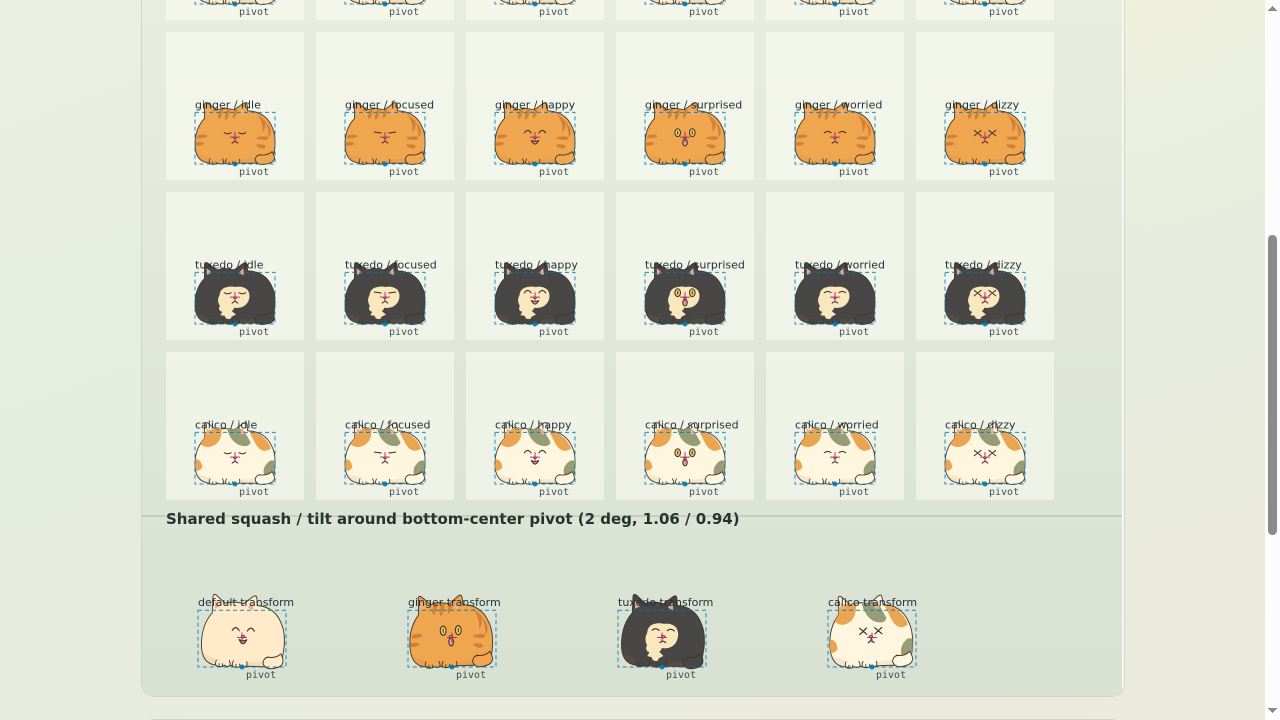 pivot pivot pivot pivot pivot pivot
ginger / idle ginger / focused ginger / happy ginger / surprised ginger / worried ginger / dizzy
pivot pivot pivot pivot pivot pivot
tuxedo / idle tuxedo / focused tuxedo / happy tuxedo / surprised tuxedo / worried tuxedo / dizzy
pivot pivot pivot pivot pivot pivot
calico / idle calico / focused calico / happy calico / surprised calico / worried calico / dizzy
pivot pivot pivot pivot pivot pivot
Shared squash / tilt around bottom-center pivot (2 deg, 1.06 / 0.94)
default transform ginger transform tuxedo transform calico transform
pivot pivot pivot pivot